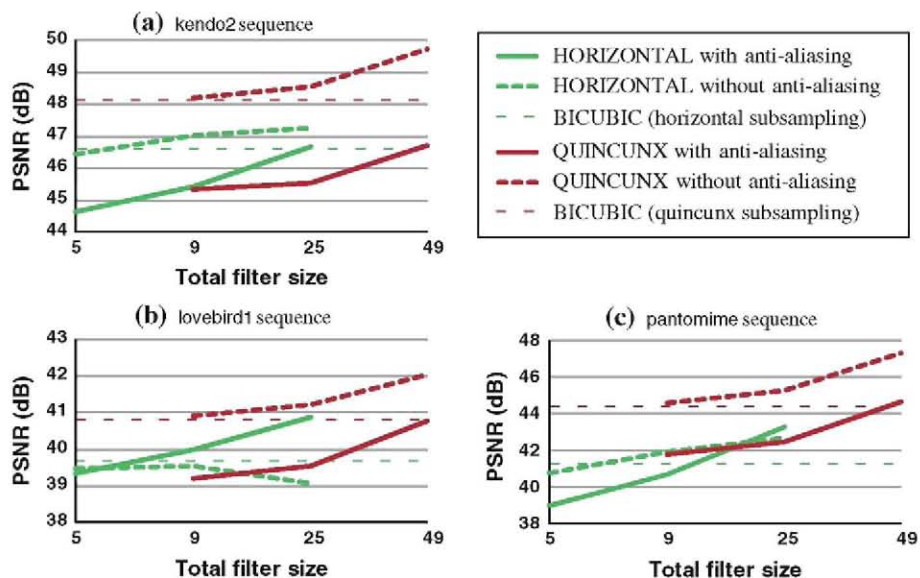 (a) kendo2 sequence
50
49
48
47
46
45
44
PSNR (dB)
5 9 25 49
Total filter size
HORIZONTAL with anti-aliasing
HORIZONTAL without anti-aliasing
BICUBIC (horizontal subsampling)
QUINCUNX with anti-aliasing
QUINCUNX without anti-aliasing
BICUBIC (quincunx subsampling)
(b) lovebird1 sequence
43
42
41
40
39
38
PSNR (dB)
5 9 25 49
Total filter size
(c) pantomime sequence
48
46
44
42
40
38
PSNR (dB)
5 9 25 49
Total filter size